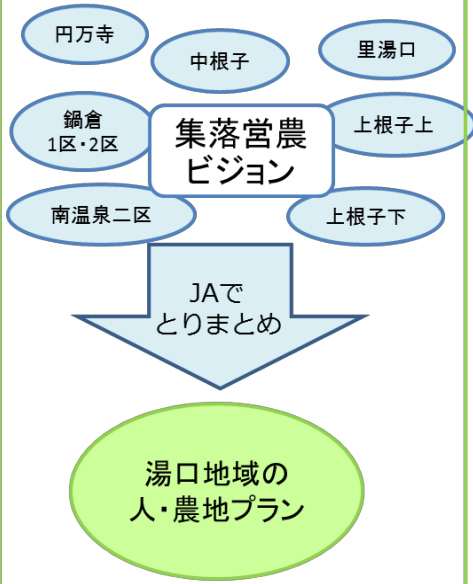 円万寺
中根子
里湯口
鍋倉
1区・2区
集落営農
ビジョン
上根子上
南温泉二区
上根子下
JAで
とりまとめ
湯口地域の
人・農地プラン